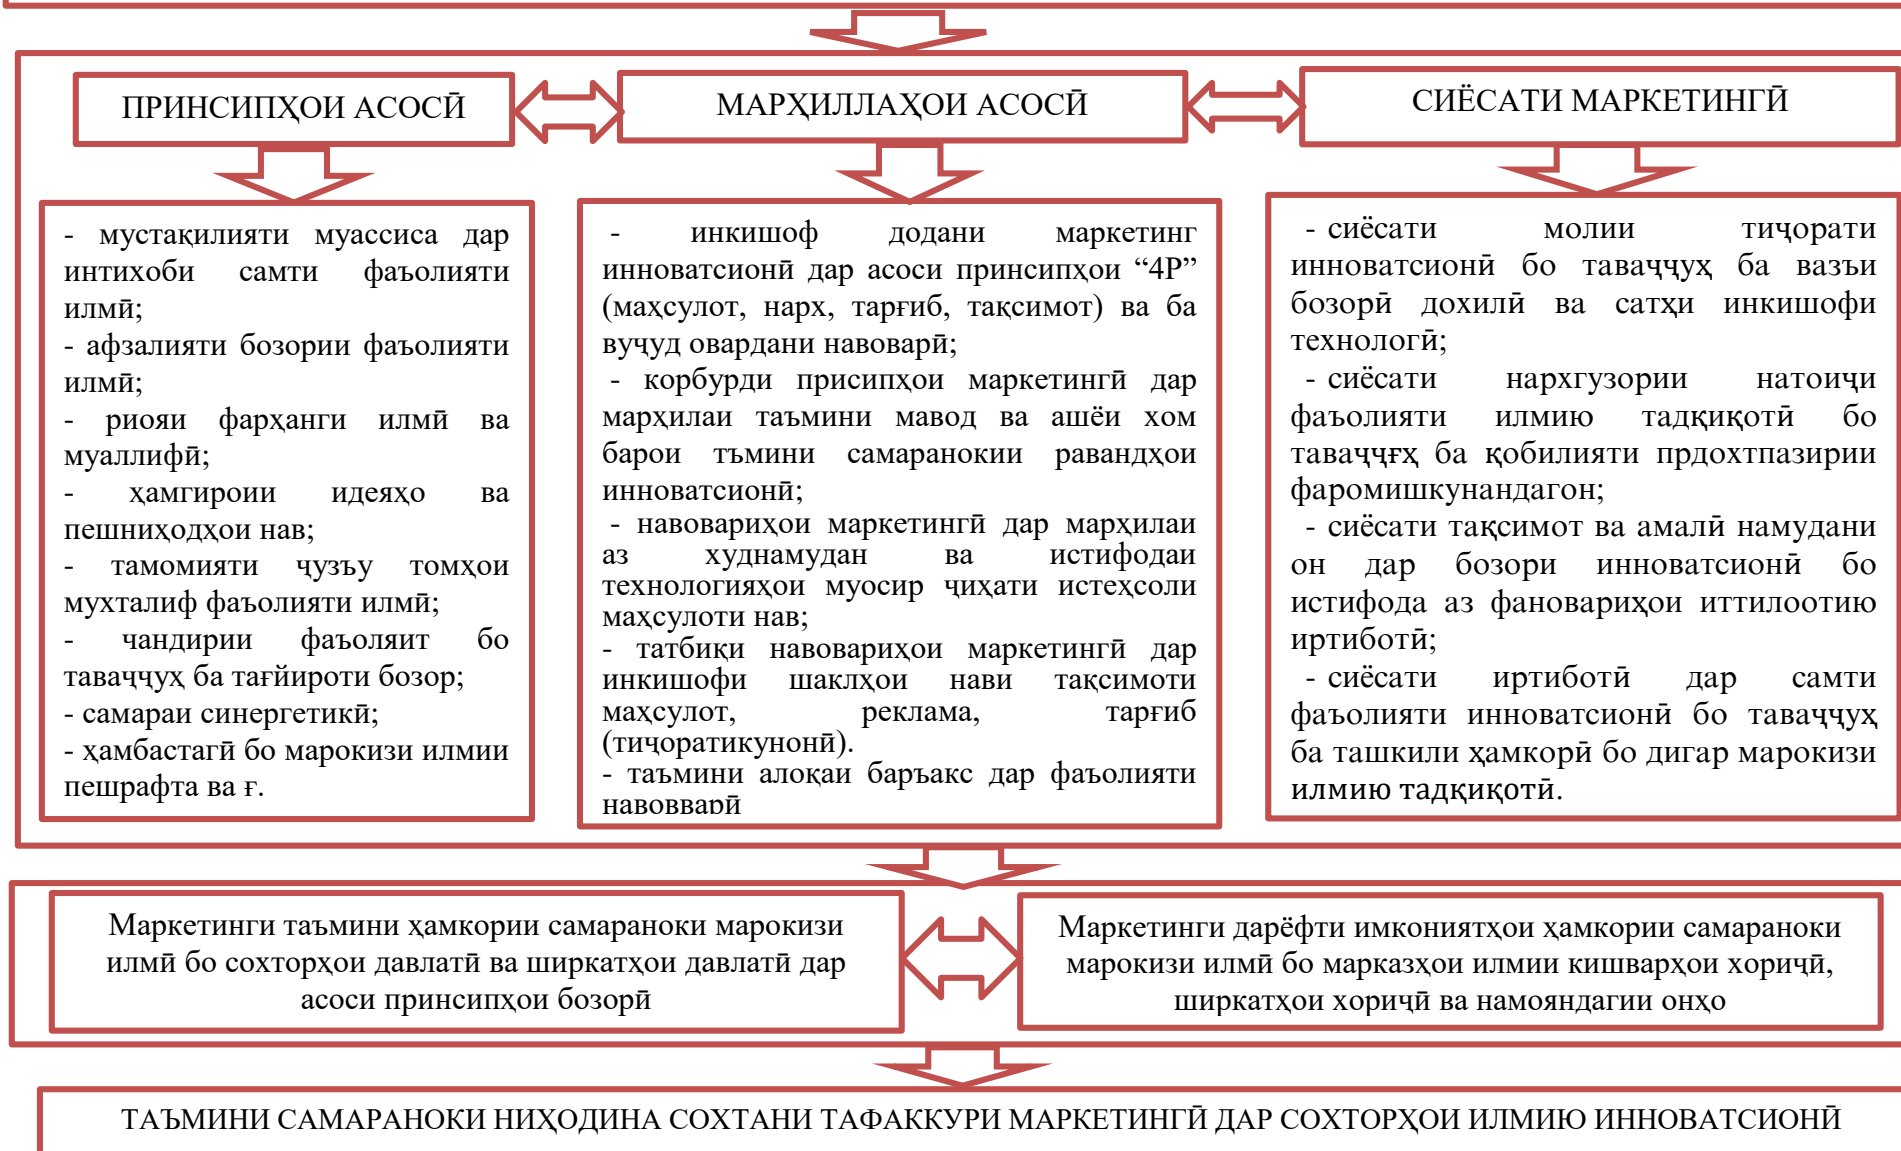 ПРИНСИПҲОИ АСОСӢ
МАРҲИЛЛАҲОИ АСОСӢ
СИЁСАТИ МАРКЕТИНГӢ
- мустақилияти муассиса дар
интихоби самти фаъолияти
илмӣ;
- афзалияти бозории фаъолияти
илмӣ;
- риояи фарҳанги илмӣ ва
муаллифӣ;
- ҳамгироии идеяҳо ва
пешниҳодҳои нав;
- тамомияти ҷузъу томҳои
мухталиф фаъолияти илмӣ;
- чандирии фаъоляит бо
таваҷҷуҳ ба тағйироти бозор;
- самараи синергетикӣ;
- ҳамбастагӣ бо марокизи илмии
пешрафта ва ғ.
- инкишоф додани маркетинг
инноватсионӣ дар асоси принсипҳои “4Р”
(маҳсулот, нарх, тарғиб, тақсимот) ва ба
вуҷуд овардани навоварӣ;
- корбурди присипҳои маркетингӣ дар
марҳилаи таъмини мавод ва ашёи хом
барои тъмини самаранокии равандҳои
инноватсионӣ;
- навовариҳои маркетингӣ дар марҳилаи
аз худнамудан ва истифодаи
технологияҳои муосир ҷиҳати истеҳсоли
маҳсулоти нав;
- татбиқи навовариҳои маркетингӣ дар
инкишофи шаклҳои нави тақсимоти
маҳсулот, реклама, тарғиб
(тиҷоратикунонӣ).
- таъмини алоқаи баръакс дар фаъолияти
навовварӣ
- сиёсати молии тиҷорати
инноватсионӣ бо таваҷҷуҳ ба вазъи
бозорӣ дохилӣ ва сатҳи инкишофи
технологӣ;
- сиёсати нархгузории натоиҷи
фаъолияти илмию тадқиқотӣ бо
таваҷҷғҳ ба қобилияти прдохтпазирии
фаромишкунандагон;
- сиёсати тақсимот ва амалӣ намудани
он дар бозори инноватсионӣ бо
истифода аз фановариҳои иттилоотию
иртиботӣ;
- сиёсати иртиботӣ дар самти
фаъолияти инноватсионӣ бо таваҷҷуҳ
ба ташкили ҳамкорӣ бо дигар марокизи
илмию тадқиқотӣ.
Маркетинги таъмини ҳамкории самараноки марокизи
илмӣ бо сохторҳои давлатӣ ва ширкатҳои давлатӣ дар
асоси принсипҳои бозорӣ
Маркетинги дарёфти имкониятҳои ҳамкории самараноки
марокизи илмӣ бо марказҳои илмии кишварҳои хориҷӣ,
ширкатҳои хориҷӣ ва намояндагии онҳо
ТАЪМИНИ САМАРАНОКИ НИҲОДИНА СОХТАНИ ТАФАККУРИ МАРКЕТИНГӢ ДАР СОХТОРҲОИ ИЛМИЮ ИННОВАТСИОНӢ